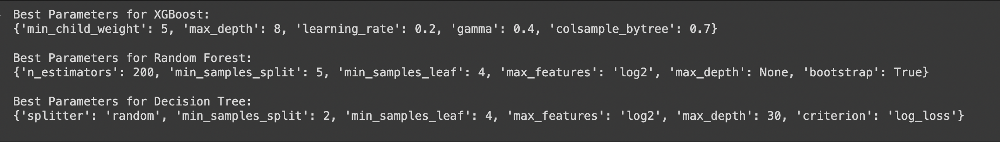 Best Parameters for XGBoost:
{'min_child_weight': 5, 'max_depth': 8, 'learning_rate': 0.2, 'gamma': 0.4, 'colsample_bytree': 0.7}
Best Parameters for Random Forest:
{'n_estimators': 200, 'min_samples_split': 5, 'min_samples_leaf': 4, 'max_features': 'log2', 'max_depth': None, 'bootstrap': True}
Best Parameters for Decision Tree:
{'splitter': 'random', 'min_samples_split': 2, 'min_samples_leaf': 4, 'max_features': 'log2', 'max_depth': 30, 'criterion': 'log_loss'}